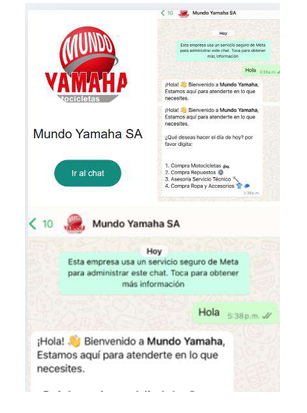 MUNDO
YAMAHA
otocicletas
Mundo Yamaha SA
Ir al chat
10 Mundo Yamaha SA
Hoy
Esta empresa usa un servicio seguro de Meta
para administrar este chat. Toca para obtener
más información
Hola 5:38 p.m.
¡Hola! 👋 Bienvenido a Mundo Yamaha,
Estamos aquí para atenderte en lo que
necesites.
¡Hola! 👋 Bienvenido a Mundo Yamaha,
Estamos aquí para atenderte en lo que
necesites.
¿Qué deseas hacer el día de hoy? por
favor digita:
1. Compra Motocicletas 🏍
2. Compra Repuestos ⚙
3. Asesoria Servicio Técnico 🔧
4. Compra Ropa y Accesorios 👕 🧢
5:38 p.m.
10 Mundo Yamaha SA
Hoy
Esta empresa usa un servicio seguro de Meta
para administrar este chat. Toca para obtener
más información
Hola 5:38 p.m.
¡Hola! 👋 Bienvenido a Mundo Yamaha,
Estamos aquí para atenderte en lo que
necesites.